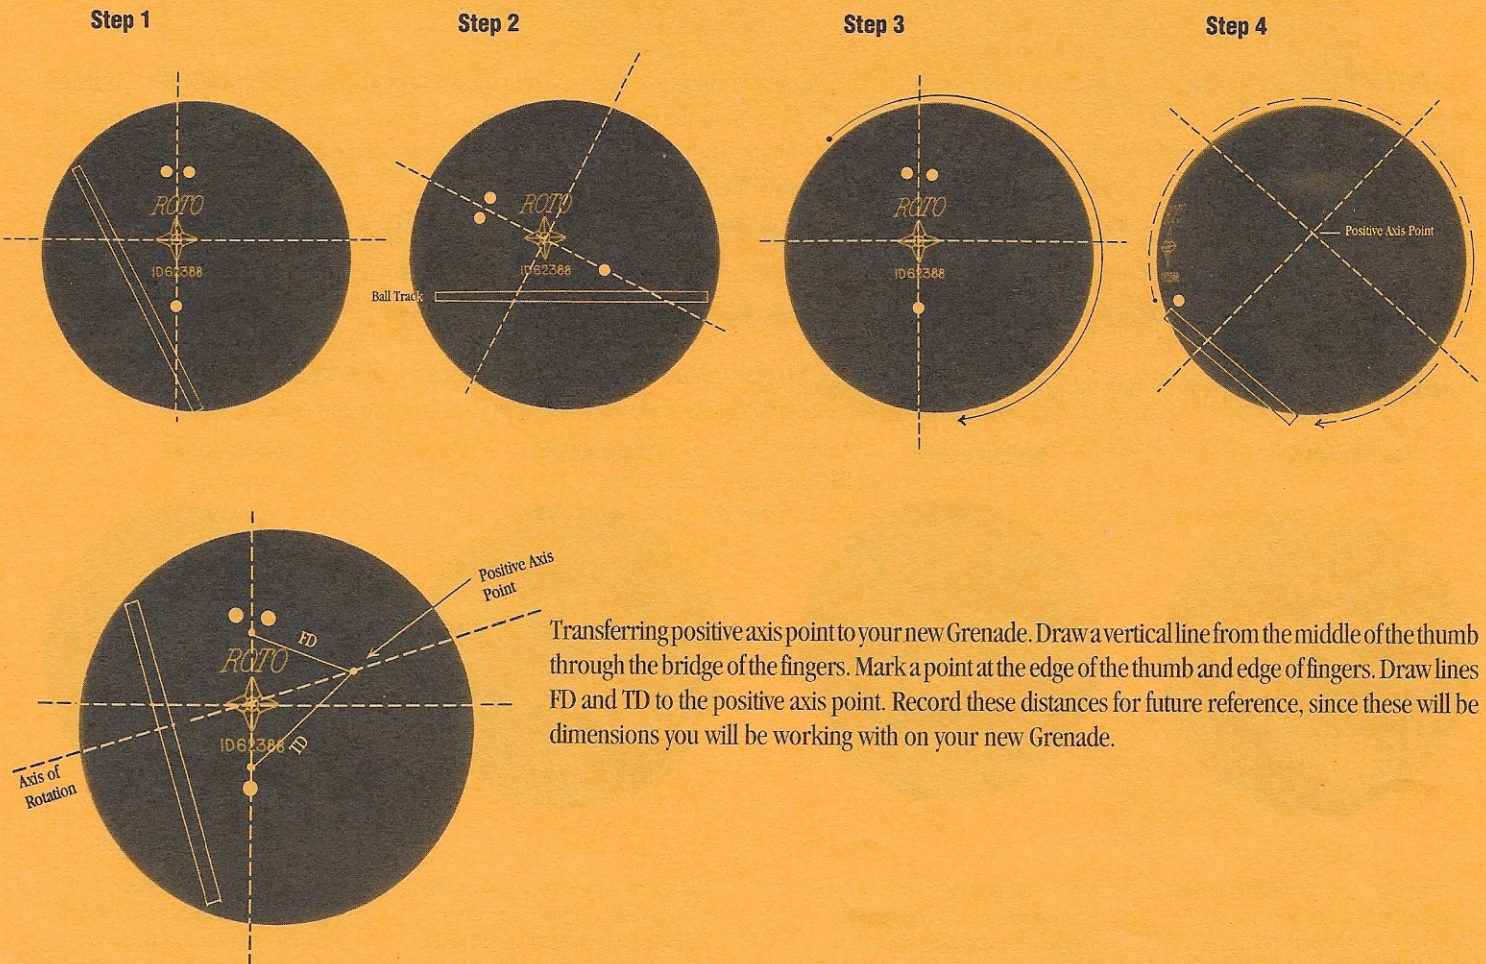 Step 1
Step 2
Step 3
Step 4
ROTO
ID62388
ROTO
ID62388
Ball Track
ROTO
ID62388
Positive Axis Point
Positive Axis
Point
FD
ROTO
ID62388
TD
Axis of
Rotation
Transferring positive axis point to your new Grenade. Draw a vertical line from the middle of the thumb
through the bridge of the fingers. Mark a point at the edge of the thumb and edge of fingers. Draw lines
FD and TD to the positive axis point. Record these distances for future reference, since these will be
dimensions you will be working with on your new Grenade.